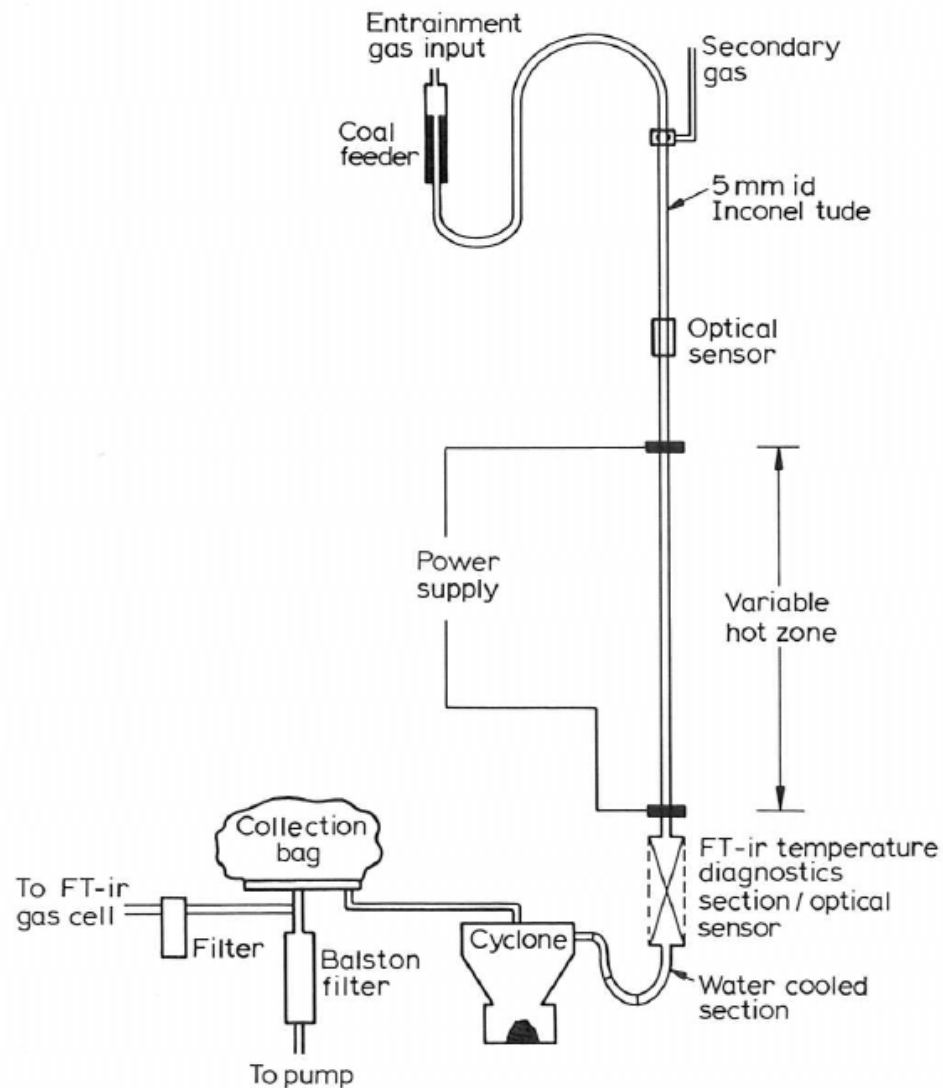 Entrainment
gas input
Secondary
gas
Coal
feeder
5 mm id
Inconel tude
Optical
sensor
Power
supply
Variable
hot zone
Collection
bag
FT-ir temperature
diagnostics
section / optical
sensor
To FT-ir
gas cell
Filter
Balston
filter
Cyclone
Water cooled
section
To pump